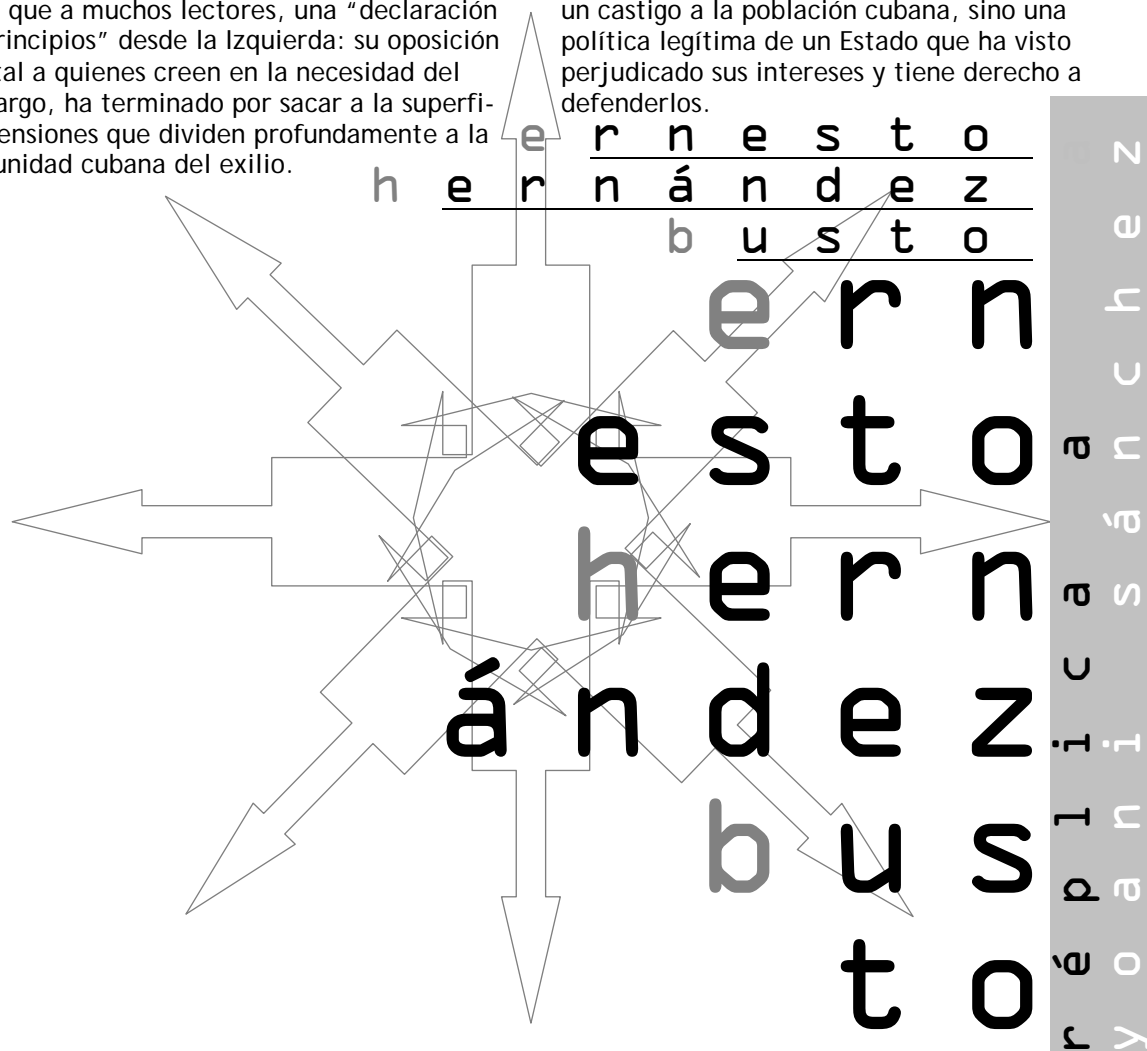 que a muchos lectores, una “declaración
rincipios” desde la Izquierda: su oposición
tal a quienes creen en la necesidad del
argo, ha terminado por sacar a la superfi-
ensiones que dividen profundamente a la
unidad cubana del exilio.
un castigo a la población cubana, sino una
política legítima de un Estado que ha visto
perjudicado sus intereses y tiene derecho a
defenderlos.
ernesto
hernández
busto
ern
esto
hern
ández
bus
to
réplica a
yoani sánchez